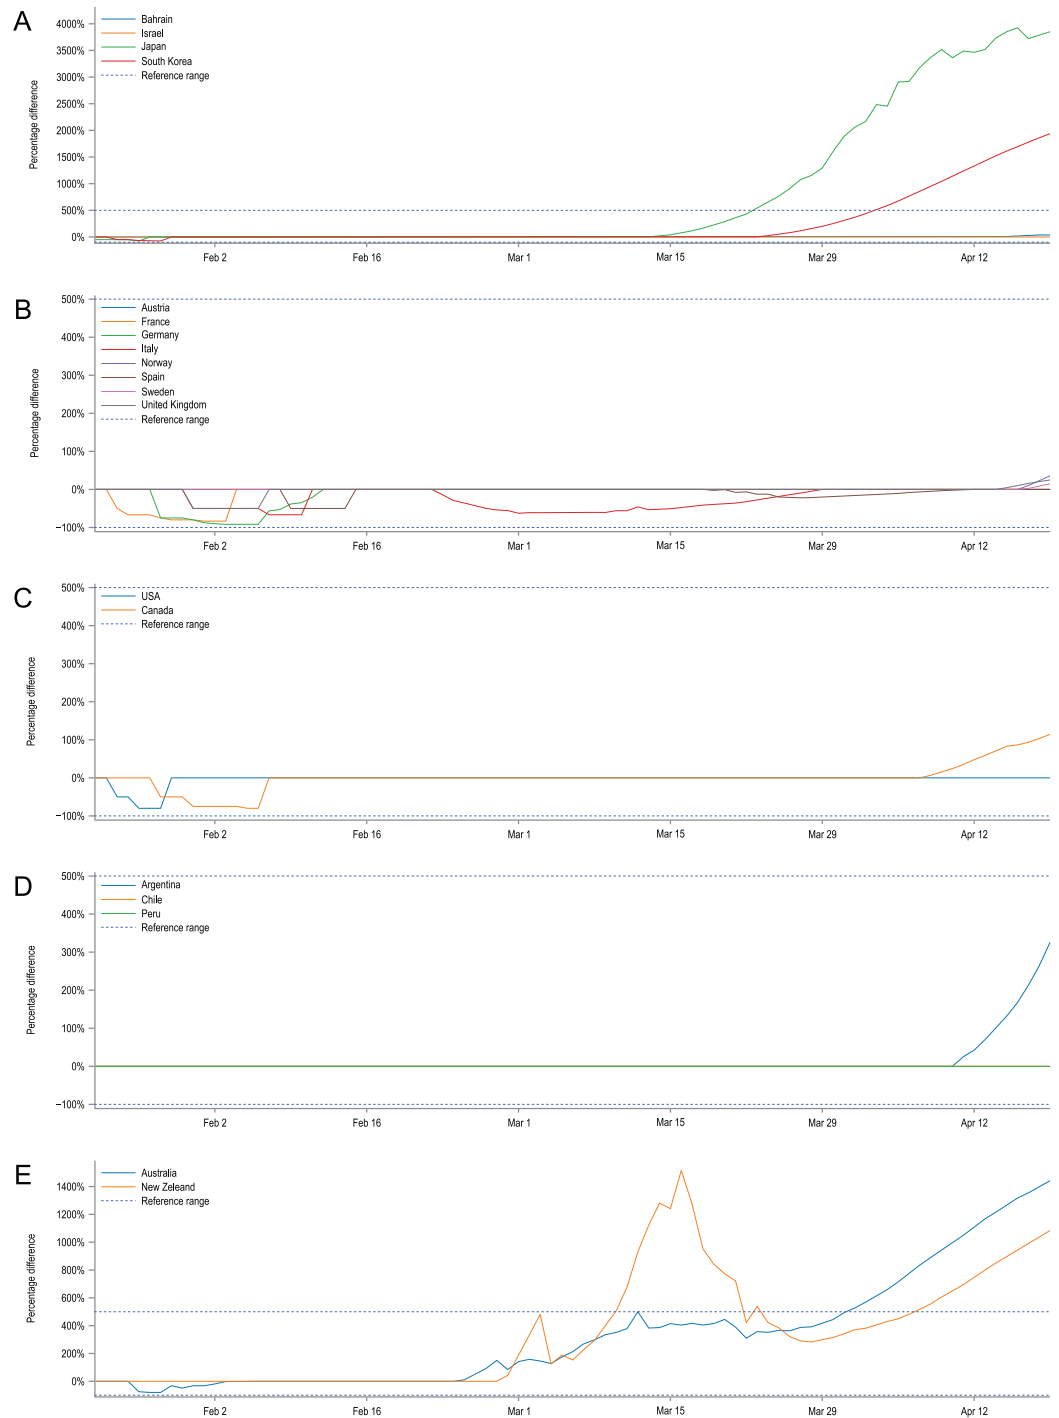 A
Percentage difference
4000%
3500%
3000%
2500%
2000%
1500%
1000%
500%
0%
Bahrain
Israel
Japan
South Korea
Reference range
Feb 2
Feb 16
Mar 1
Mar 15
Mar 29
Apr 12
B
Percentage difference
500%
400%
300%
200%
100%
0%
−100%
Austria
France
Germany
Italy
Norway
Spain
Sweden
United Kingdom
Reference range
Feb 2
Feb 16
Mar 1
Mar 15
Mar 29
Apr 12
C
Percentage difference
500%
400%
300%
200%
100%
0%
−100%
USA
Canada
Reference range
Feb 2
Feb 16
Mar 1
Mar 15
Mar 29
Apr 12
D
Percentage difference
500%
400%
300%
200%
100%
0%
−100%
Argentina
Chile
Peru
Reference range
Feb 2
Feb 16
Mar 1
Mar 15
Mar 29
Apr 12
E
Percentage difference
1400%
1200%
1000%
800%
600%
400%
200%
0%
Australia
New Zeleand
Reference range
Feb 2
Feb 16
Mar 1
Mar 15
Mar 29
Apr 12